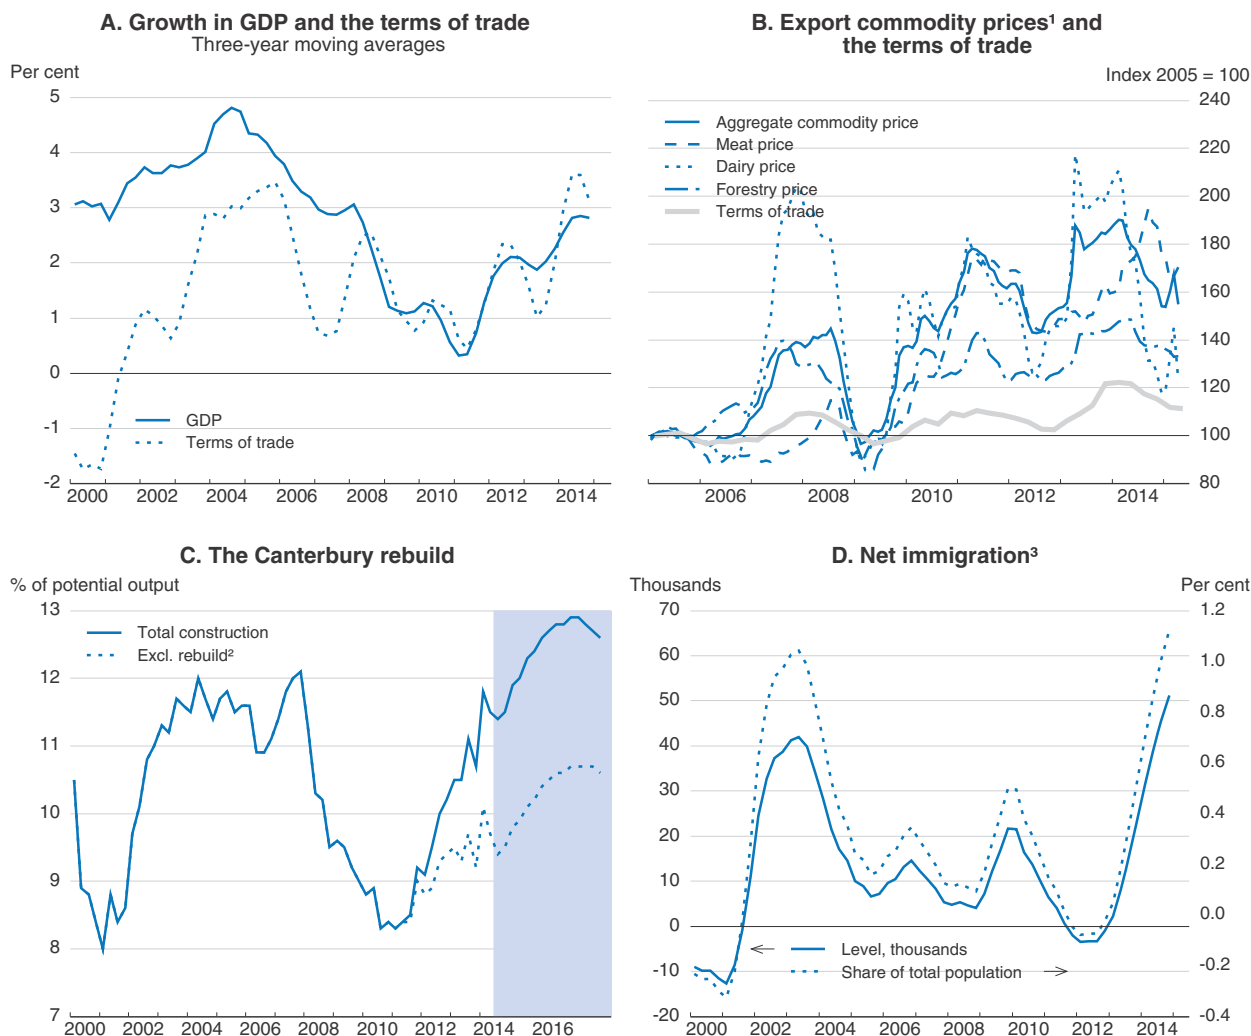 A. Growth in GDP and the terms of trade
Three-year moving averages
Per cent
5
4
3
2
1
0
-1
-2
GDP
Terms of trade
2000 2002 2004 2006 2008 2010 2012 2014
B. Export commodity prices¹ and
the terms of trade
Index 2005 = 100
240
220
200
180
160
140
120
100
80
Aggregate commodity price
Meat price
Dairy price
Forestry price
Terms of trade
2006 2008 2010 2012 2014
C. The Canterbury rebuild
% of potential output
13
12
11
10
9
8
7
Total construction
Excl. rebuild²
2000 2002 2004 2006 2008 2010 2012 2014 2016
D. Net immigration³
Thousands
Per cent
70
60
50
40
30
20
10
0
-10
-20
1.2
1.0
0.8
0.6
0.4
0.2
0.0
-0.2
-0.4
Level, thousands
Share of total population
2000 2002 2004 2006 2008 2010 2012 2014